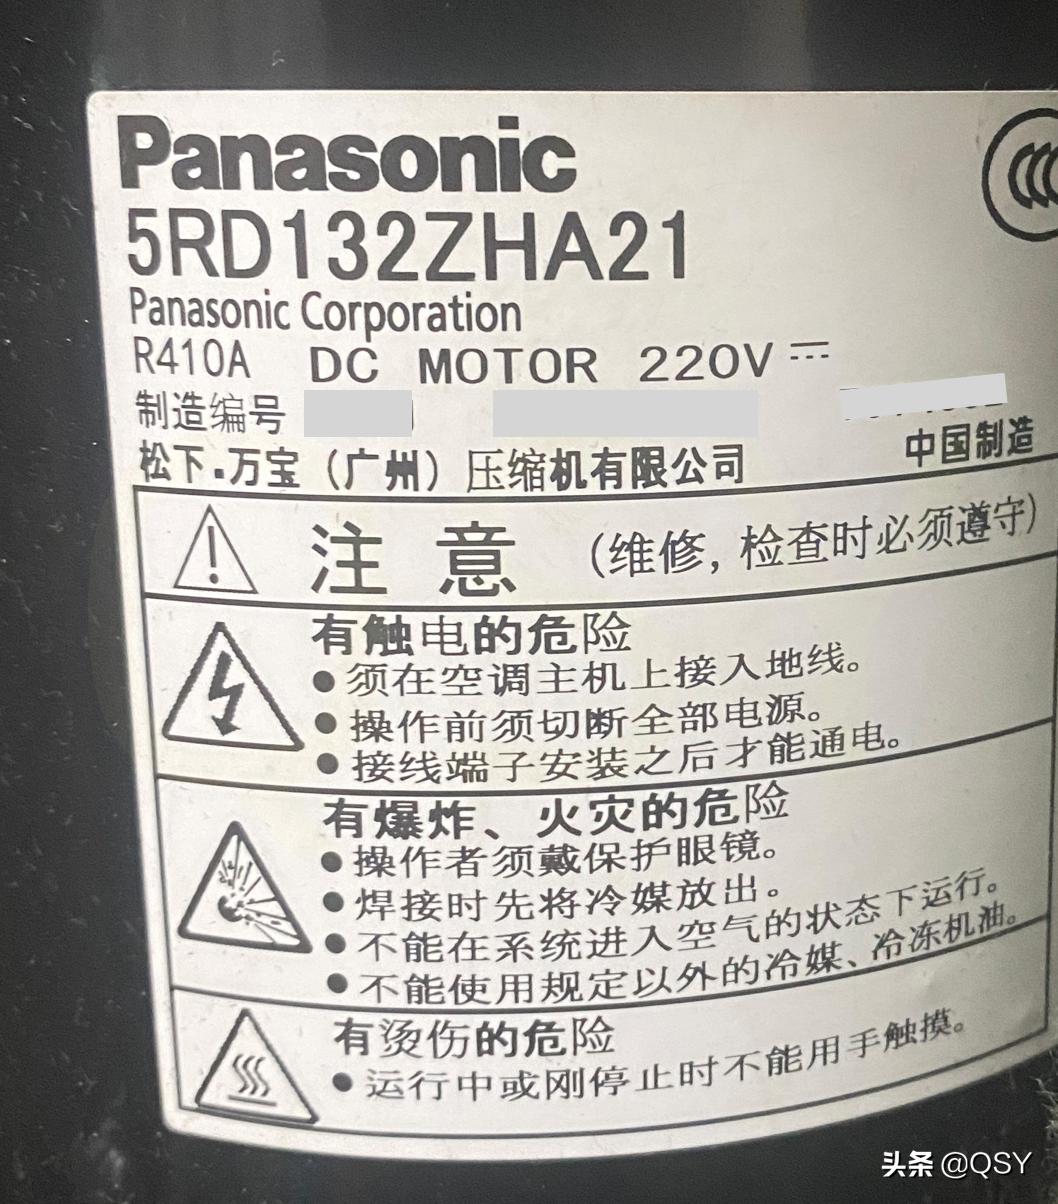 Panasonic
5RD132ZHA21
Panasonic Corporation
R410A DC MOTOR 220V
制造编号
中国制造
松下.万宝（广州）压缩机有限公司
注意 (维修, 检查时必须遵守)
有触电的危险
●须在空调主机上接入地线。
●操作前须切断全部电源。
●接线端子安装之后才能通电。
有爆炸、火灾的危险
●操作者须戴保护眼镜。
●焊接时先将冷媒放出。
●不能在系统进入空气的状态下运行。
●不能使用规定以外的冷媒、冷冻机油。
有烫伤的危险
●运行中或刚停止时不能用手触摸。
头条 @QSY